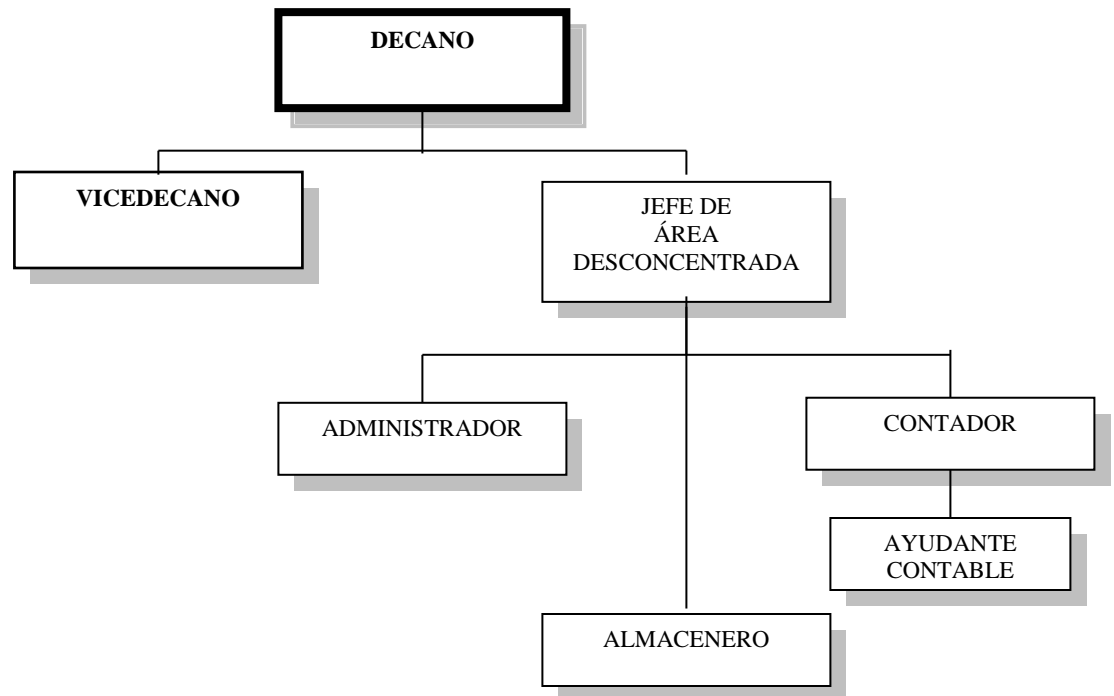 DECANO
VICEDECANO
JEFE DE
ÁREA
DESCONCENTRADA
ADMINISTRADOR
CONTADOR
AYUDANTE
CONTABLE
ALMACENERO